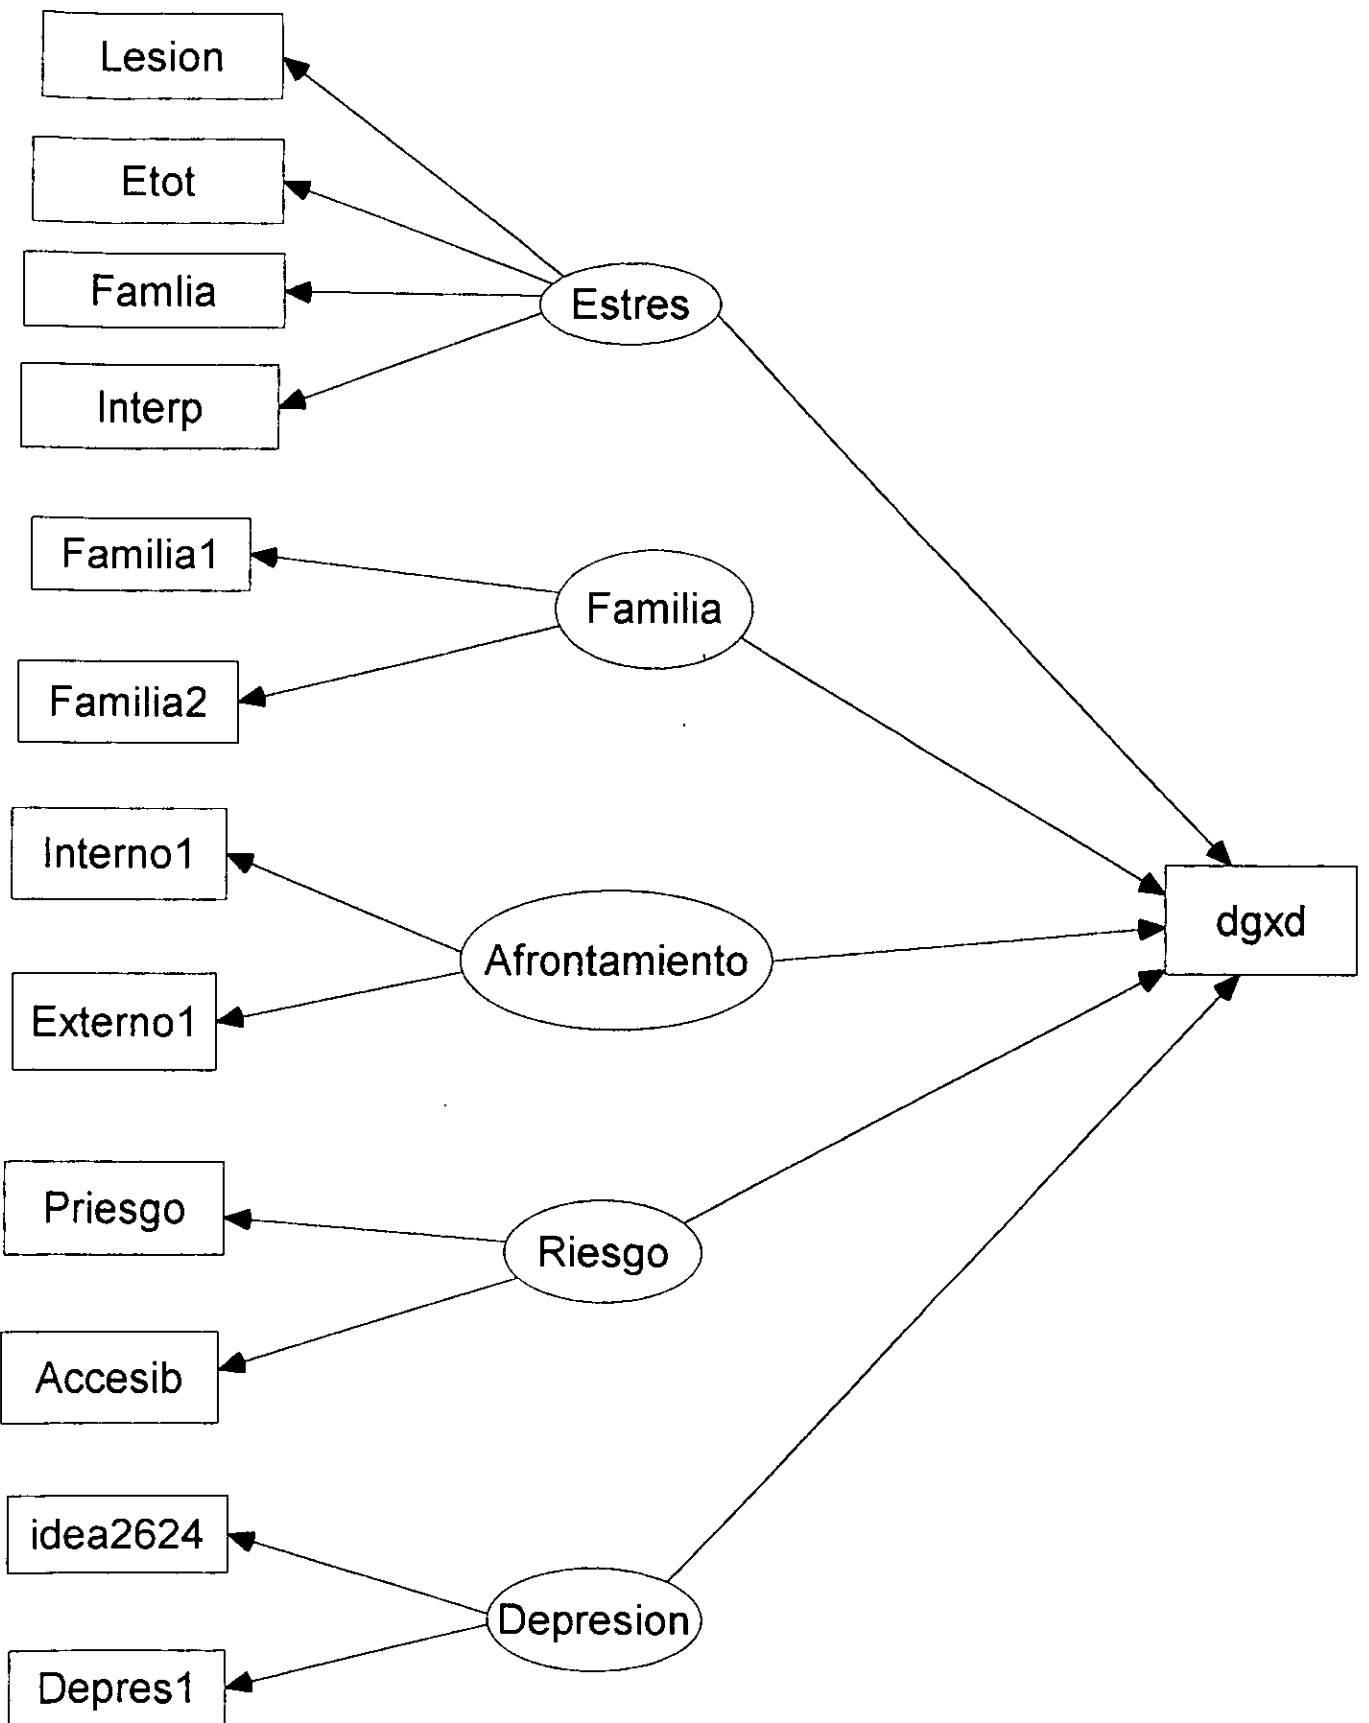 Lesion
Etot
Famlia
Estres
Interp
Familia1
Familia
Familia2
Interno1
dgxd
Afrontamiento
Externo1
Priesgo
Riesgo
Accesib
idea2624
Depresion
Depres1